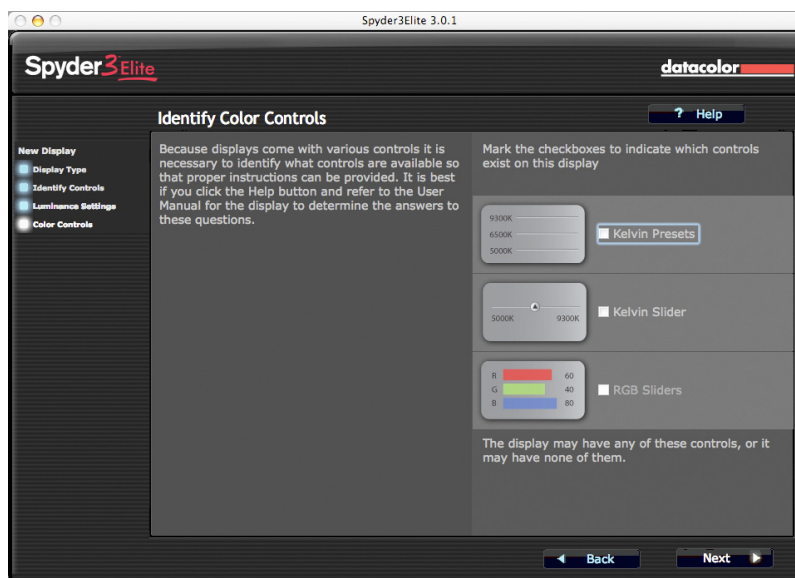 Spyder3Elite 3.0.1
Spyder3Elite
datacolor
Identify Color Controls
? Help
New Display
Display Type
Identify Controls
Luminance Settings
Color Controls
Because displays come with various controls it is
necessary to identify what controls are available so
that proper instructions can be provided. It is best
if you click the Help button and refer to the User
Manual for the display to determine the answers to
these questions.
Mark the checkboxes to indicate which controls
exist on this display
9300K
6500K
5000K
Kelvin Presets
5000K 9300K
Kelvin Slider
R 60
G 40
B 80
RGB Sliders
The display may have any of these controls, or it
may have none of them.
Back
Next